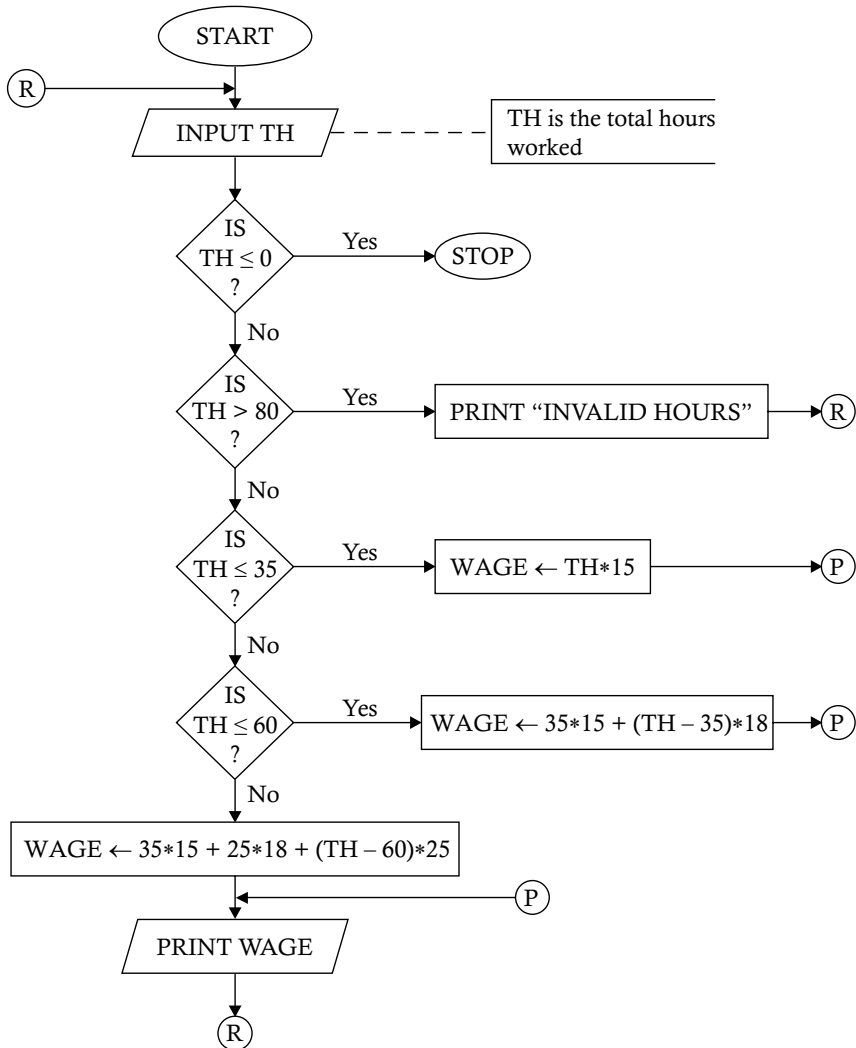 START
R
INPUT TH
TH is the total hours
worked
IS
TH ≤ 0
?
Yes
STOP
No
IS
TH > 80
?
Yes
PRINT “INVALID HOURS”
R
No
IS
TH ≤ 35
?
Yes
WAGE ← TH*15
P
No
IS
TH ≤ 60
?
Yes
WAGE ← 35*15 + (TH – 35)*18
P
No
WAGE ← 35*15 + 25*18 + (TH – 60)*25
P
PRINT WAGE
R